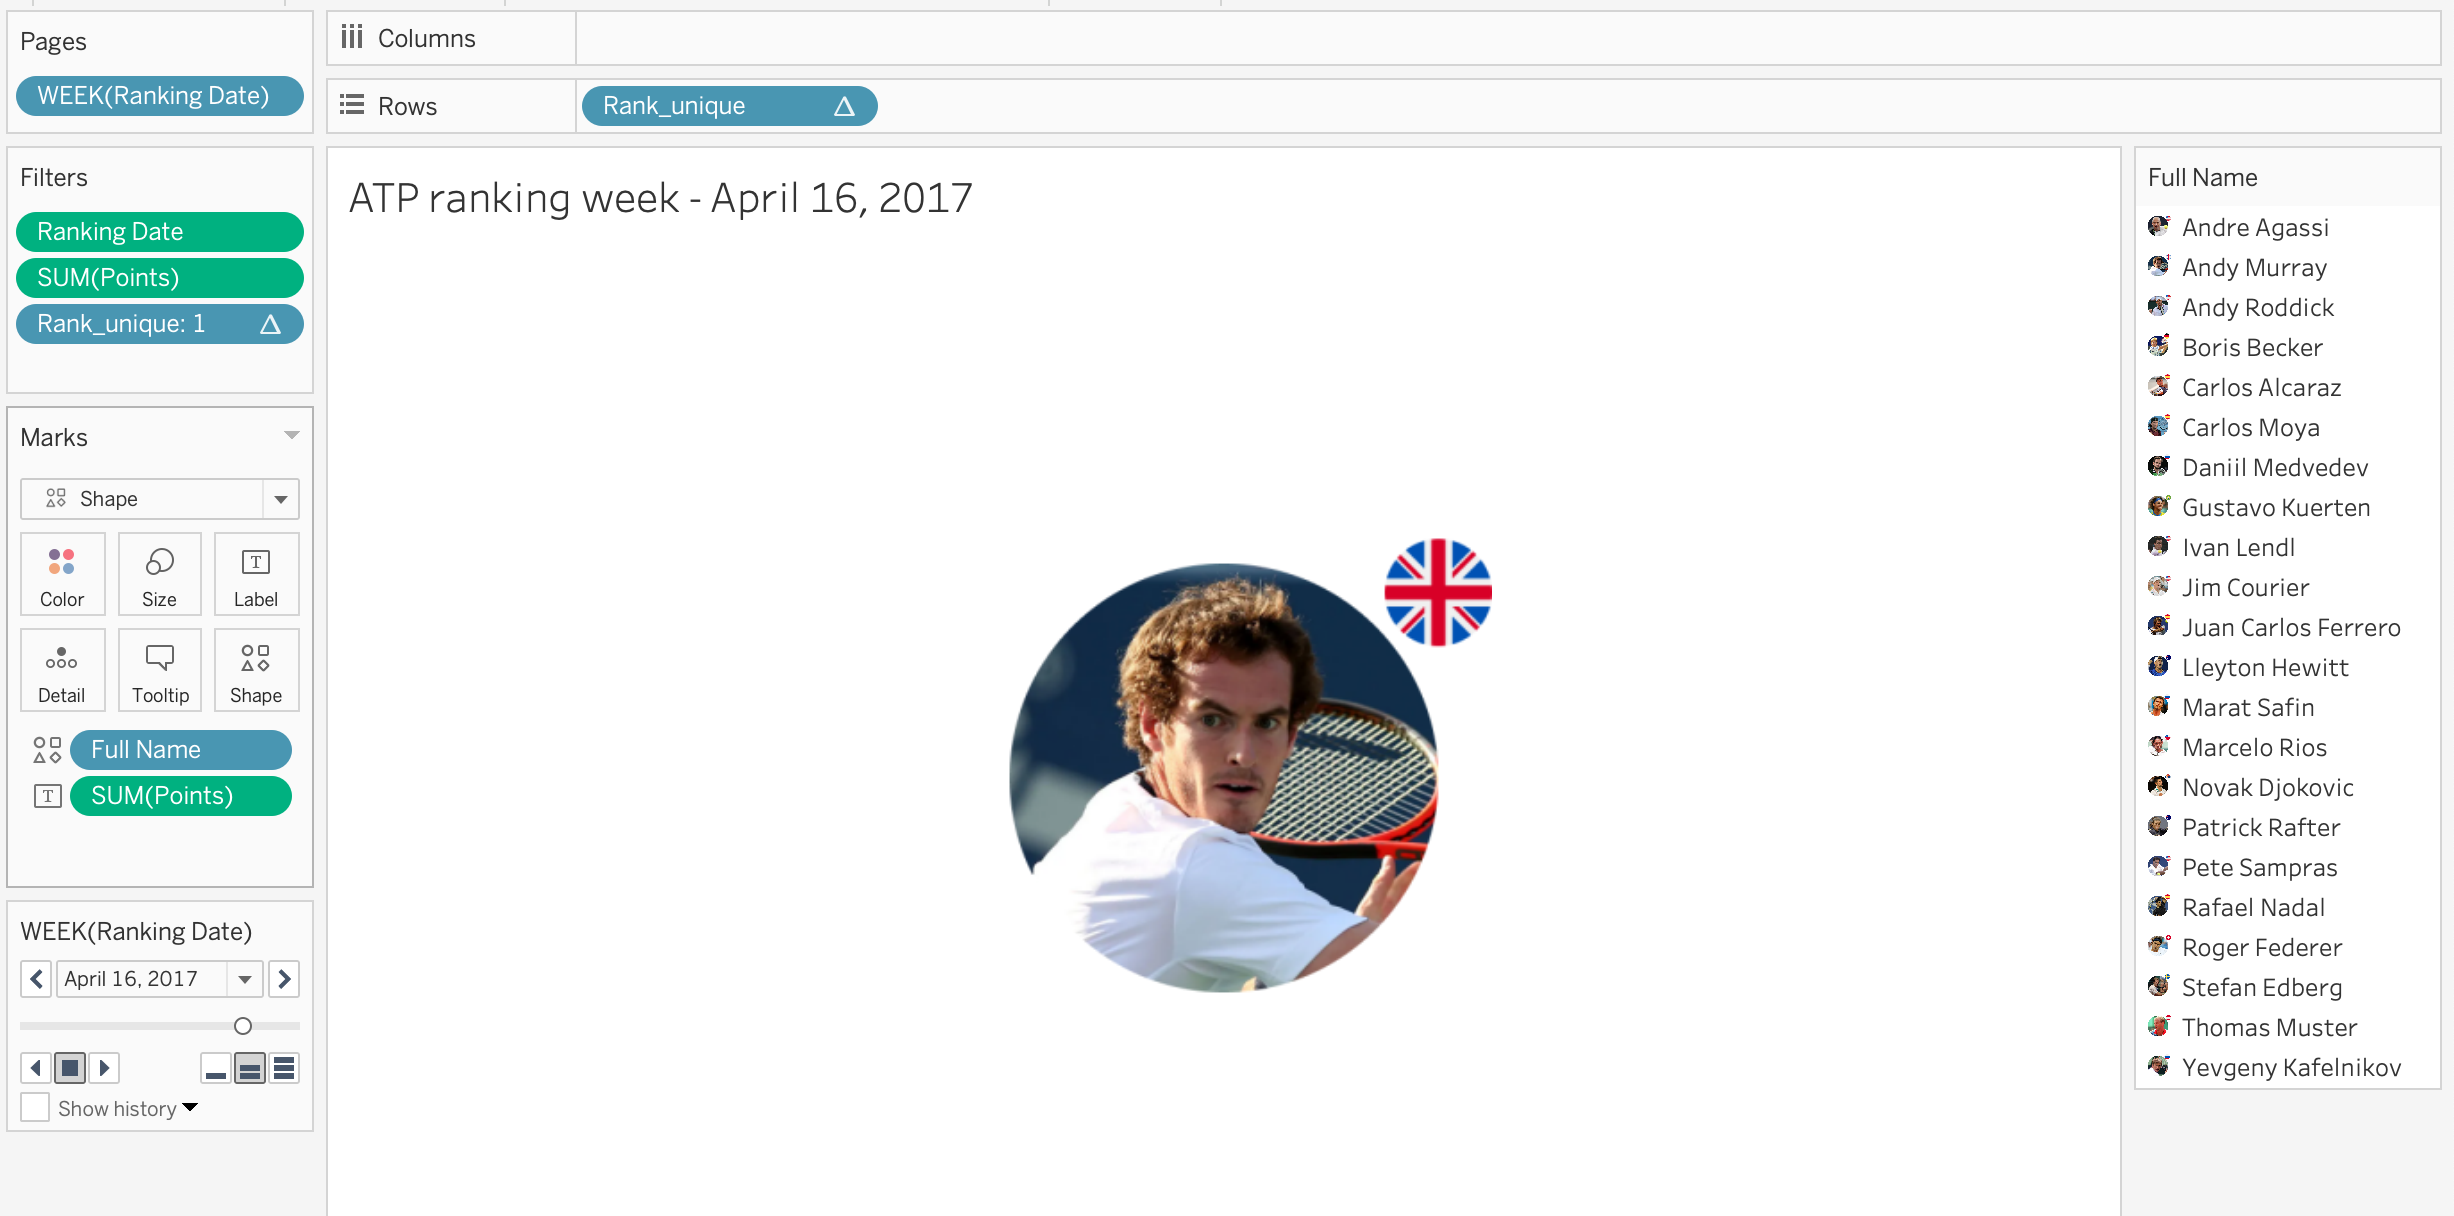 Pages
WEEK(Ranking Date)
Columns
Rows
Rank_unique
Filters
Ranking Date
SUM(Points)
Rank_unique: 1
Marks
Shape
Color
Size
T
Label
Detail
Tooltip
Shape
Full Name
T
SUM(Points)
WEEK(Ranking Date)
April 16, 2017
Show history
ATP ranking week - April 16, 2017
Full Name
Andre Agassi
Andy Murray
Andy Roddick
Boris Becker
Carlos Alcaraz
Carlos Moya
Daniil Medvedev
Gustavo Kuerten
Ivan Lendl
Jim Courier
Juan Carlos Ferrero
Lleyton Hewitt
Marat Safin
Marcelo Rios
Novak Djokovic
Patrick Rafter
Pete Sampras
Rafael Nadal
Roger Federer
Stefan Edberg
Thomas Muster
Yevgeny Kafelnikov